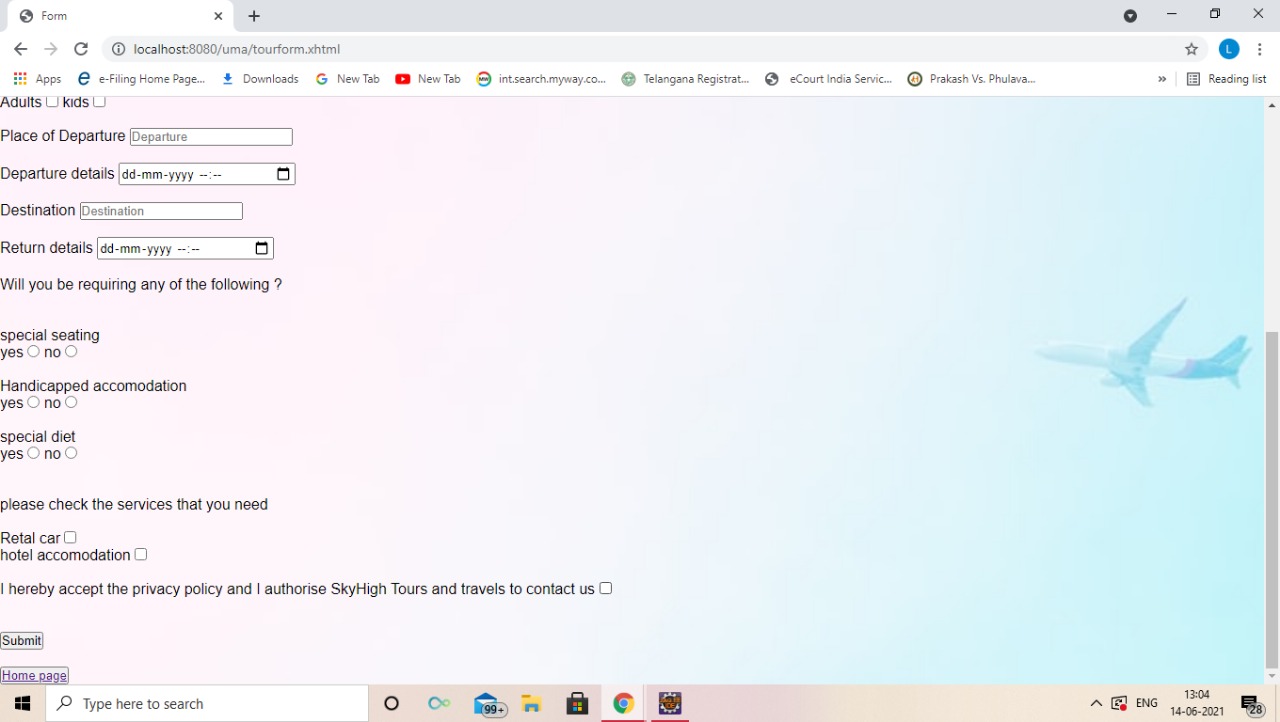 Form
localhost:8080/uma/tourform.xhtml
L
Apps e-Filing Home Page... Downloads New Tab New Tab int.search.myway.co... Telangana Registrat... eCourt India Servic... Prakash Vs. Phulava... » Reading list
Adults kids
Place of Departure Departure
Departure details dd-mm-yyyy --:--
Destination Destination
Return details dd-mm-yyyy --:--
Will you be requiring any of the following ?
special seating
yes no
Handicapped accomodation
yes no
special diet
yes no
please check the services that you need
Retal car
hotel accomodation
I hereby accept the privacy policy and I authorise SkyHigh Tours and travels to contact us
Submit
Home page
Type here to search 99+ ENG 13:04
14-06-2021 28